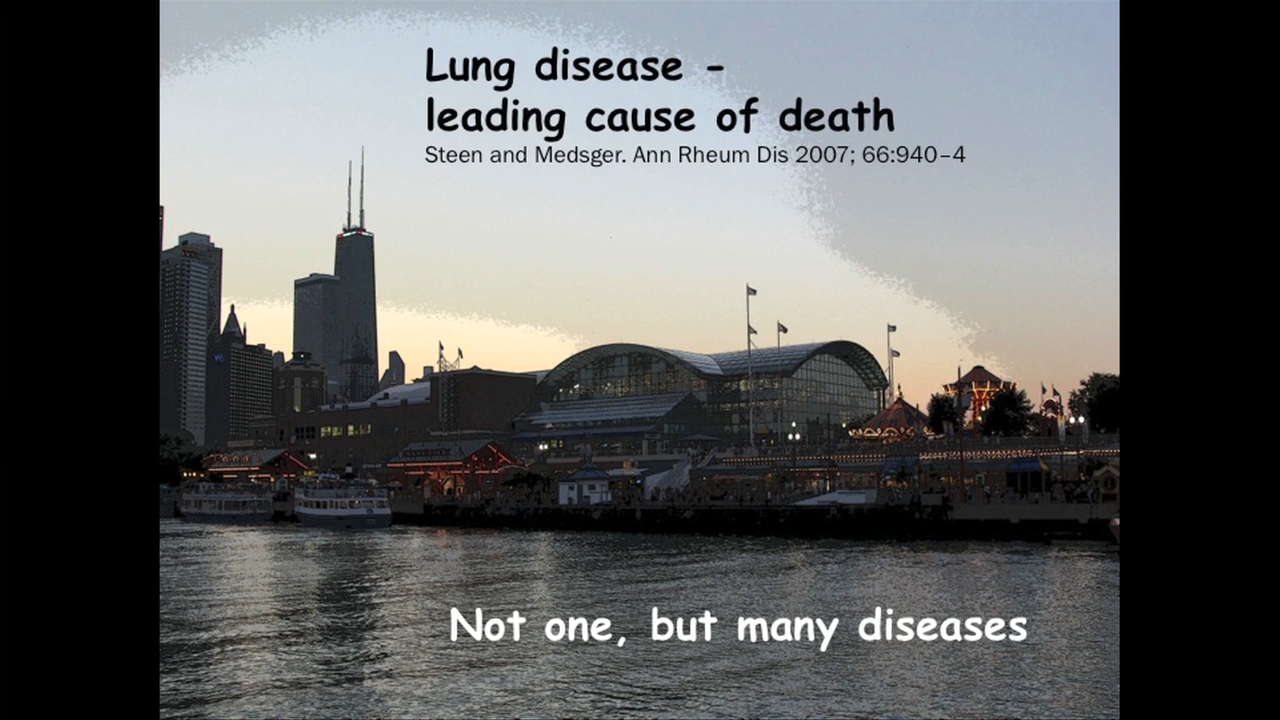 Lung disease -
leading cause of death
Steen and Medsger. Ann Rheum Dis 2007; 66:940–4
Not one, but many diseases